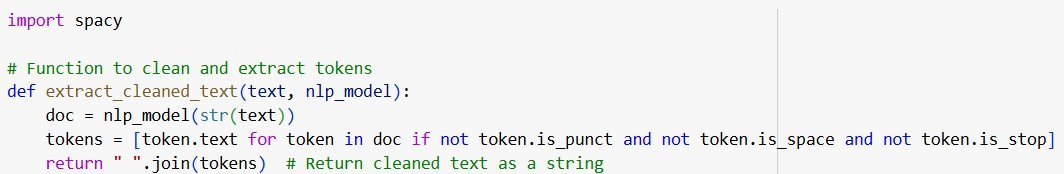 import spacy

# Function to clean and extract tokens
def extract_cleaned_text(text, nlp_model):
    doc = nlp_model(str(text))
    tokens = [token.text for token in doc if not token.is_punct and not token.is_space and not token.is_stop]
    return " ".join(tokens)  # Return cleaned text as a string